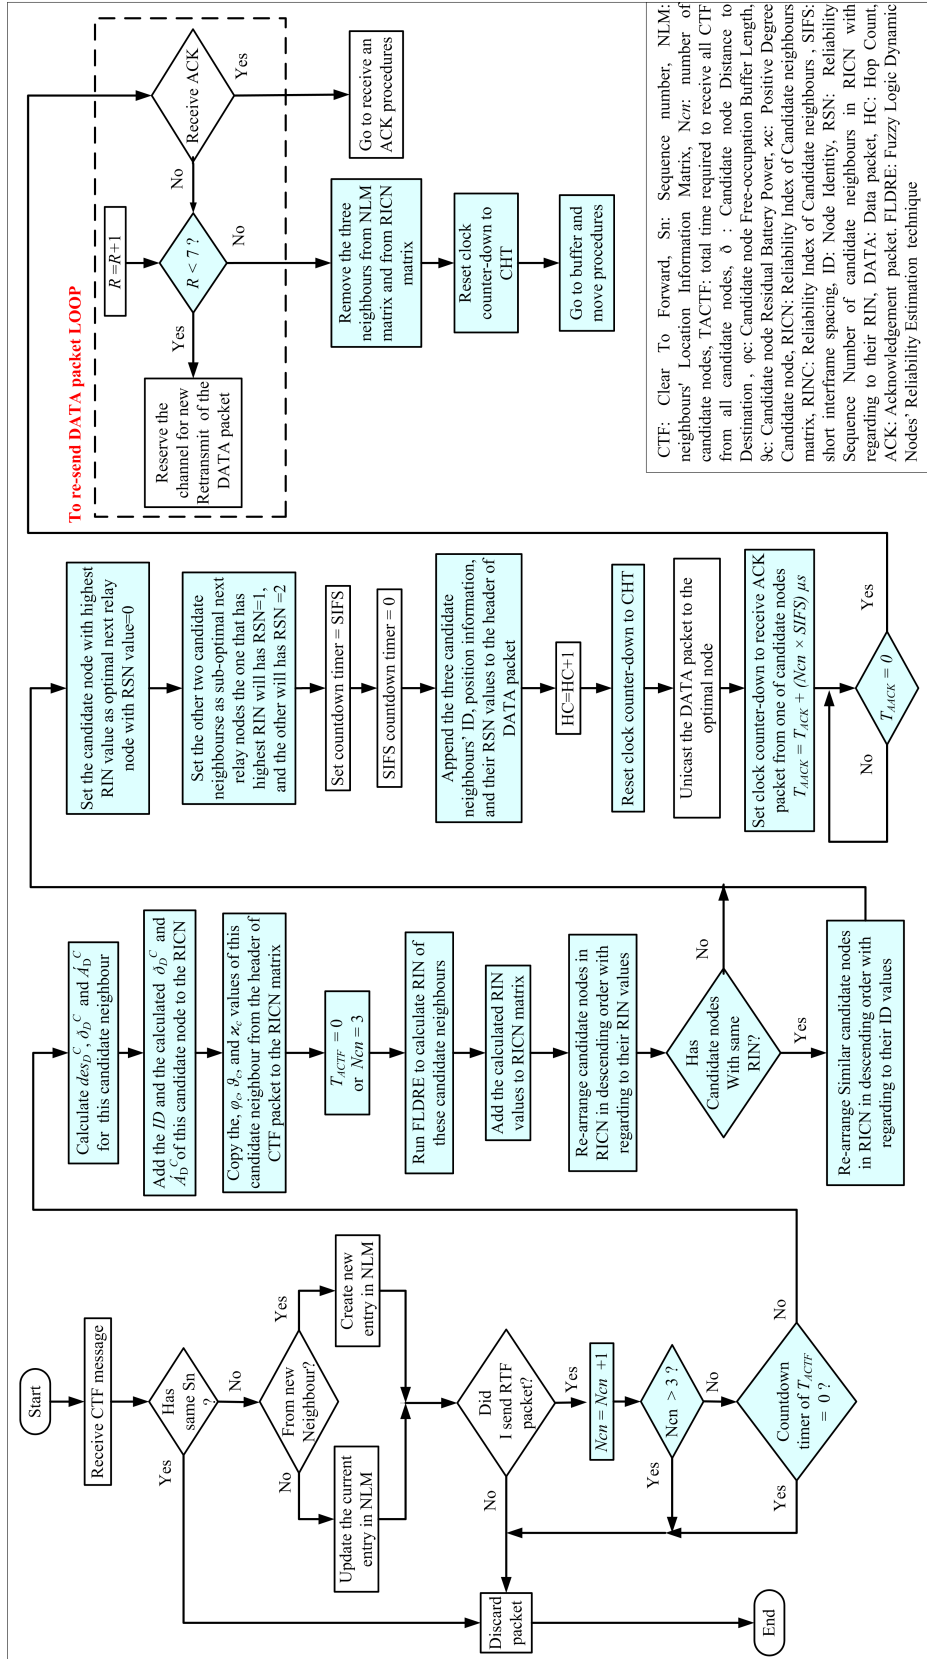 Start
Receive CTF message
Has
same Sn
?
Yes
No
From new
Neighbour?
No
Yes
Update the current
entry in NLM
Create new
entry in NLM
Did
I send RTF
packet?
No
Yes
Discard
packet
End
Ncn = Ncn +1
Ncn > 3 ?
Yes
No
Countdown
timer of T_ACTF
= 0 ?
Yes
No
Calculate des_D^C, ծ_D^C and Á_D^C
for this candidate neighbour
Add the ID and the calculated ծ_D^C and
Á_D^C of this candidate node to the RICN
Copy the, φ_c, ϑ_c, and ϰ_c values of this
candidate neighbour from the header of
CTF packet to the RICN matrix
T_ACTF = 0
or Ncn = 3
Run FLDRE to calculate RIN of
these candidate neighbours
Add the calculated RIN
values to RICN matrix
Re-arrange candidate nodes in
RICN in descending order with
regarding to their RIN values
Has
Candidate nodes
With same
RIN?
No
Yes
Re-arrange Similar candidate nodes
in RICN in descending order with
regarding to their ID values
Set the candidate node with highest
RIN value as optimal next relay
node with RSN value=0
Set the other two candidate
neighbourse as sub-optimal next
relay nodes the one that has
highest RIN will has RSN=1,
and the other will has RSN =2
Set countdown timer = SIFS
SIFS countdown timer = 0
Append the three candidate
neighbours' ID, position information,
and their RSN values to the header of
DATA packet
HC=HC+1
Reset clock counter-down to CHT
Unicast the DATA packet to the
optimal node
Set clock counter-down to receive ACK
packet from one of candidate nodes
T_AACK = T_ACK + (Ncn × SIFS) μs
T_AACK = 0
No
Yes
To re-send DATA packet LOOP
Receive ACK
No
Yes
R =R+1
R < 7 ?
Yes
No
Reserve the
channel for new
Retransmit of the
DATA packet
Go to receive an
ACK procedures
Remove the three
neighbours from NLM
matrix and from RICN
matrix
Reset clock
counter-down to
CHT
Go to buffer and
move procedures
CTF: Clear To Forward, Sn: Sequence number, NLM:
neighbours' Location Information Matrix, Ncn: number of
candidate nodes, TACTF: total time required to receive all CTF
from all candidate nodes, ծ : Candidate node Distance to
Destination , φc: Candidate node Free-occupation Buffer Length,
ϑc: Candidate node Residual Battery Power, ϰc: Positive Degree
Candidate node, RICN: Reliability Index of Candidate neighbours
matrix, RINC: Reliability Index of Candidate neighbours , SIFS:
short interframe spacing, ID: Node Identity, RSN: Reliability
Sequence Number of candidate neighbours in RICN with
regarding to their RIN, DATA: Data packet, HC: Hop Count,
ACK: Acknowledgement packet. FLDRE: Fuzzy Logic Dynamic
Nodes' Reliability Estimation technique